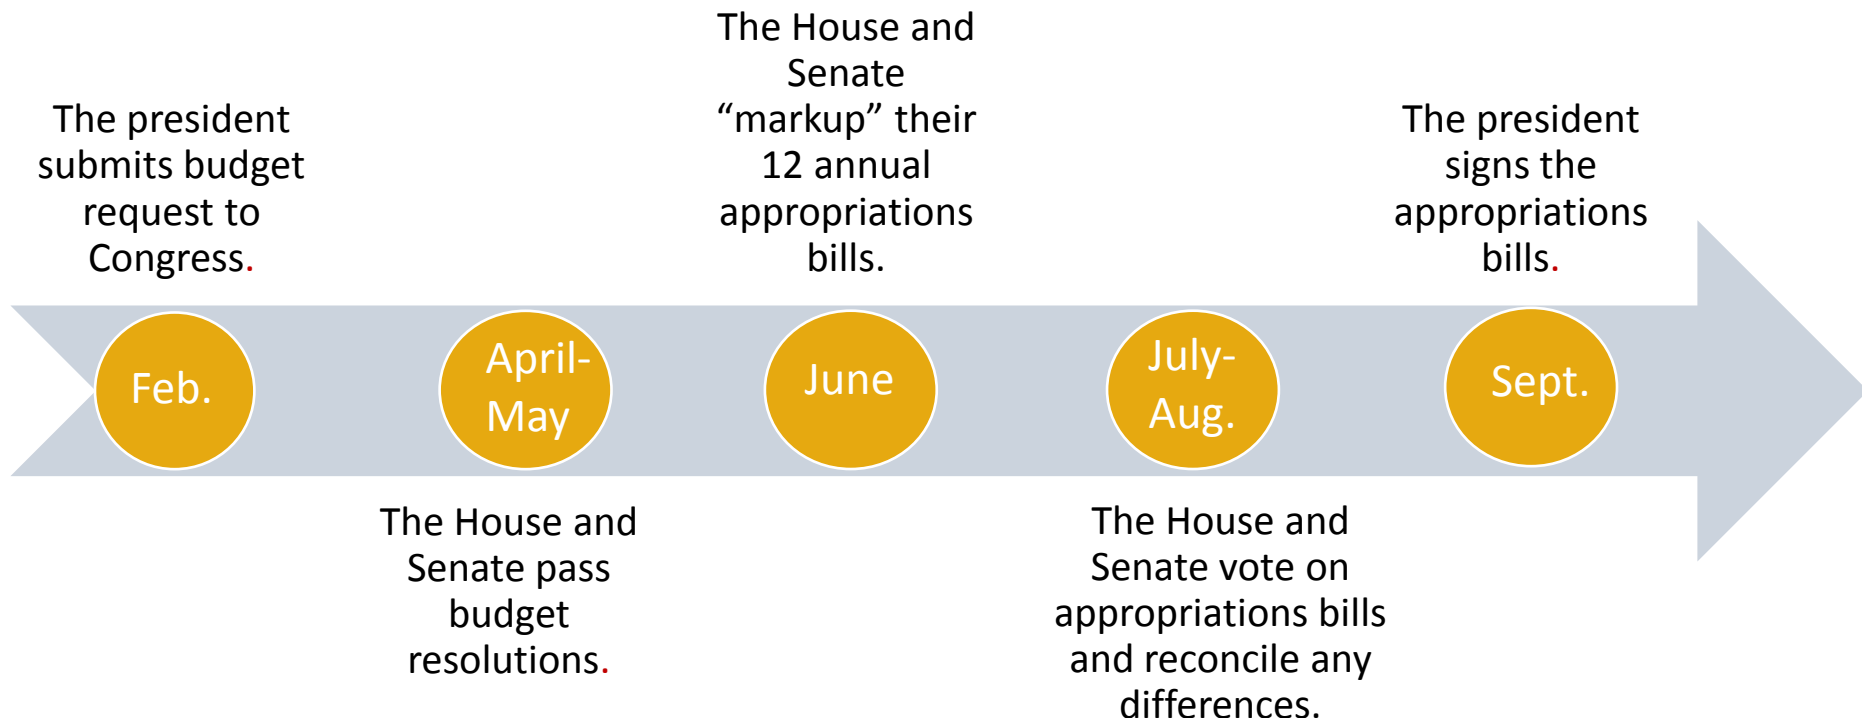 The president
submits budget
request to
Congress.
Feb.
The House and
Senate pass
budget
resolutions.
April-
May
The House and
Senate
“markup” their
12 annual
appropriations
bills.
June
The House and
Senate vote on
appropriations bills
and reconcile any
differences.
July-
Aug.
The president
signs the
appropriations
bills.
Sept.